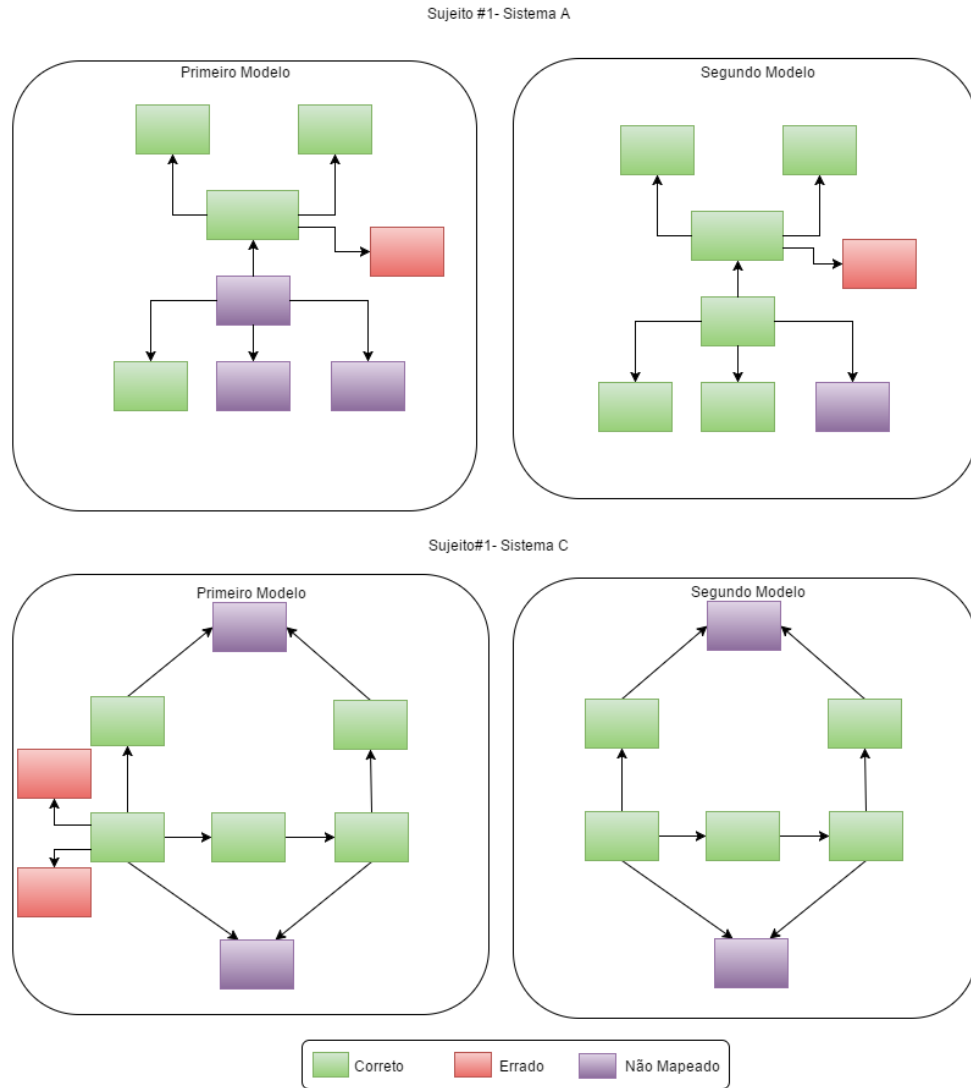 Sujeito #1- Sistema A
Primeiro Modelo
Segundo Modelo
Sujeito#1- Sistema C
Primeiro Modelo
Segundo Modelo
Correto
Errado
Não Mapeado